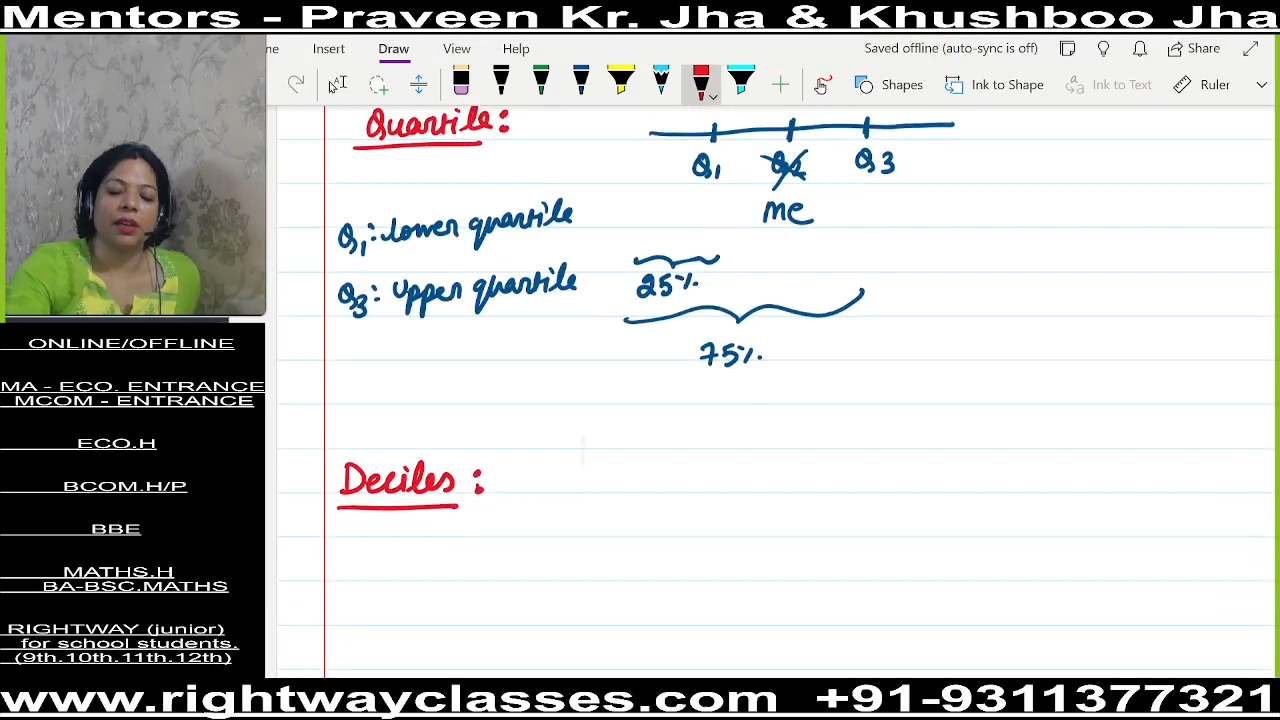 Mentors - Praveen Kr. Jha & Khushboo Jha
Insert Draw View Help
Saved offline (auto-sync is off)
Share
Shapes
Ink to Shape
Ink to Text
Ruler
Quartile:
Q1 Q2 Q3
me
Q1: lower quartile
25%.
Q3: upper quartile
75%.
Deciles :
ONLINE/OFFLINE
MA - ECO. ENTRANCE
MCOM - ENTRANCE
ECO.H
BCOM.H/P
BBE
MATHS.H
BA-BSC.MATHS
RIGHTWAY (junior)
for school students.
(9th.10th.11th.12th)
www.rightwayclasses.com +91-9311377321